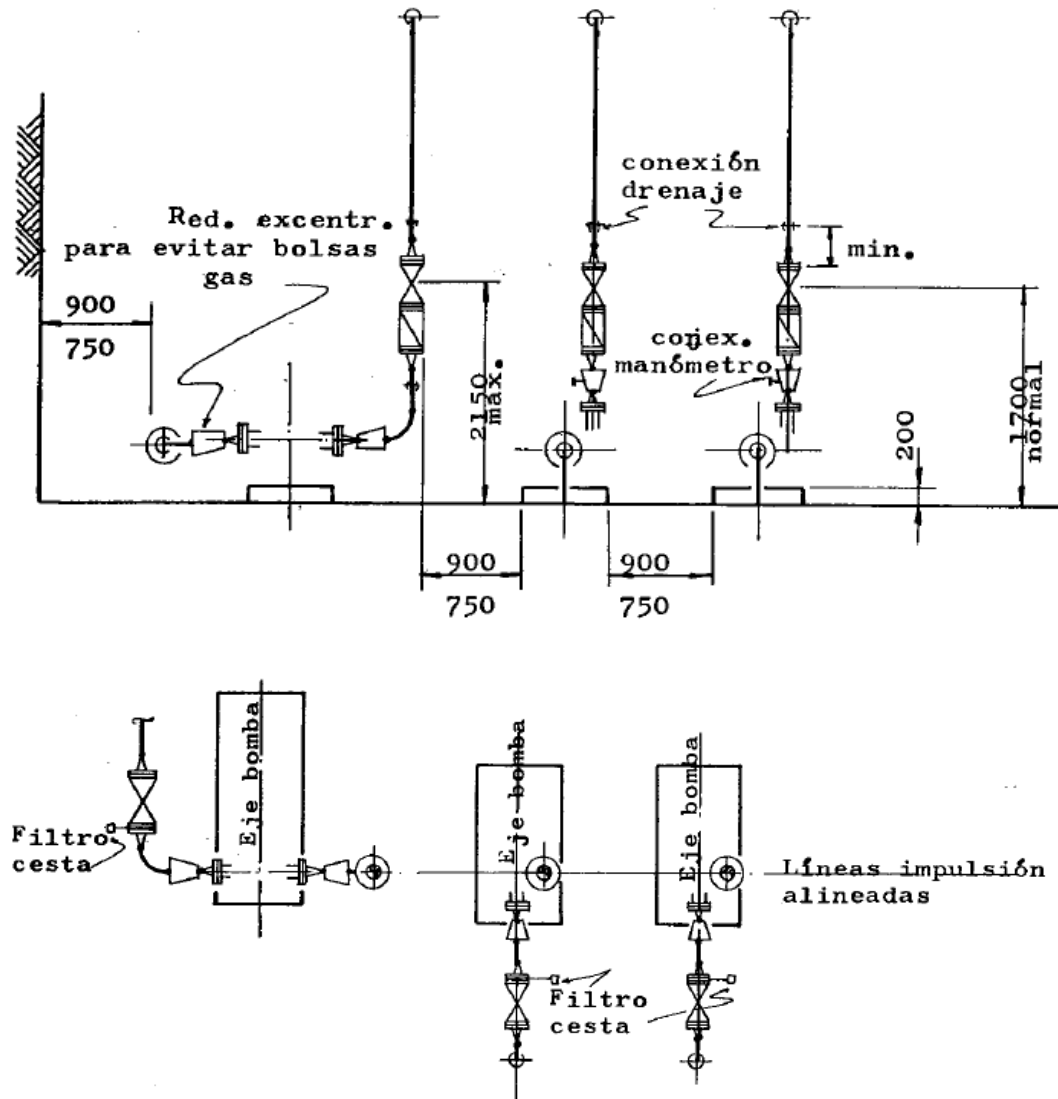 conexión
drenaje
Red. excentr.
para evitar bolsas
gas
min.
900
750
conex.
manómetro
2150
máx.
1700
normal
200
900
750
900
750
Eje bomba
Eje bomba
Eje bomba
Filtro
cesta
Líneas impulsión
alineadas
Filtro
cesta